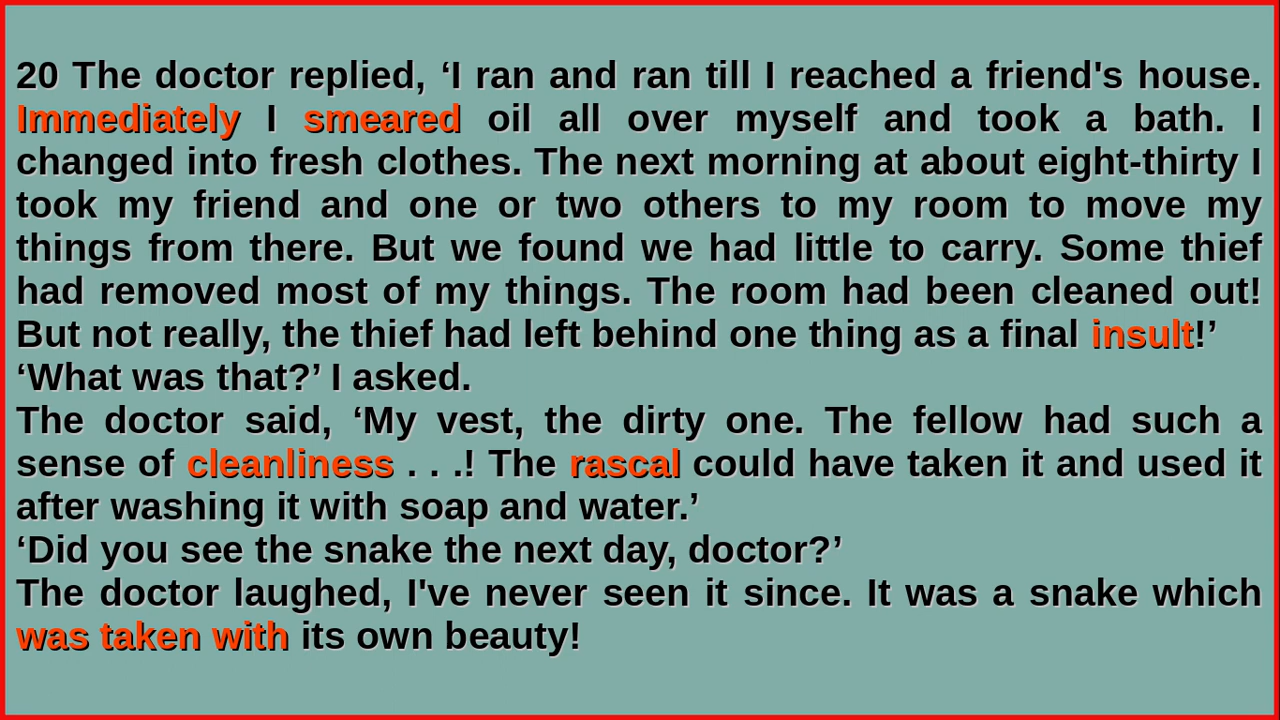 20 The doctor replied, ‘I ran and ran till I reached a friend's house.
Immediately I smeared oil all over myself and took a bath. I
changed into fresh clothes. The next morning at about eight-thirty I
took my friend and one or two others to my room to move my
things from there. But we found we had little to carry. Some thief
had removed most of my things. The room had been cleaned out!
But not really, the thief had left behind one thing as a final insult!’
‘What was that?’ I asked.
The doctor said, ‘My vest, the dirty one. The fellow had such a
sense of cleanliness . . .! The rascal could have taken it and used it
after washing it with soap and water.’
‘Did you see the snake the next day, doctor?’
The doctor laughed, I've never seen it since. It was a snake which
was taken with its own beauty!